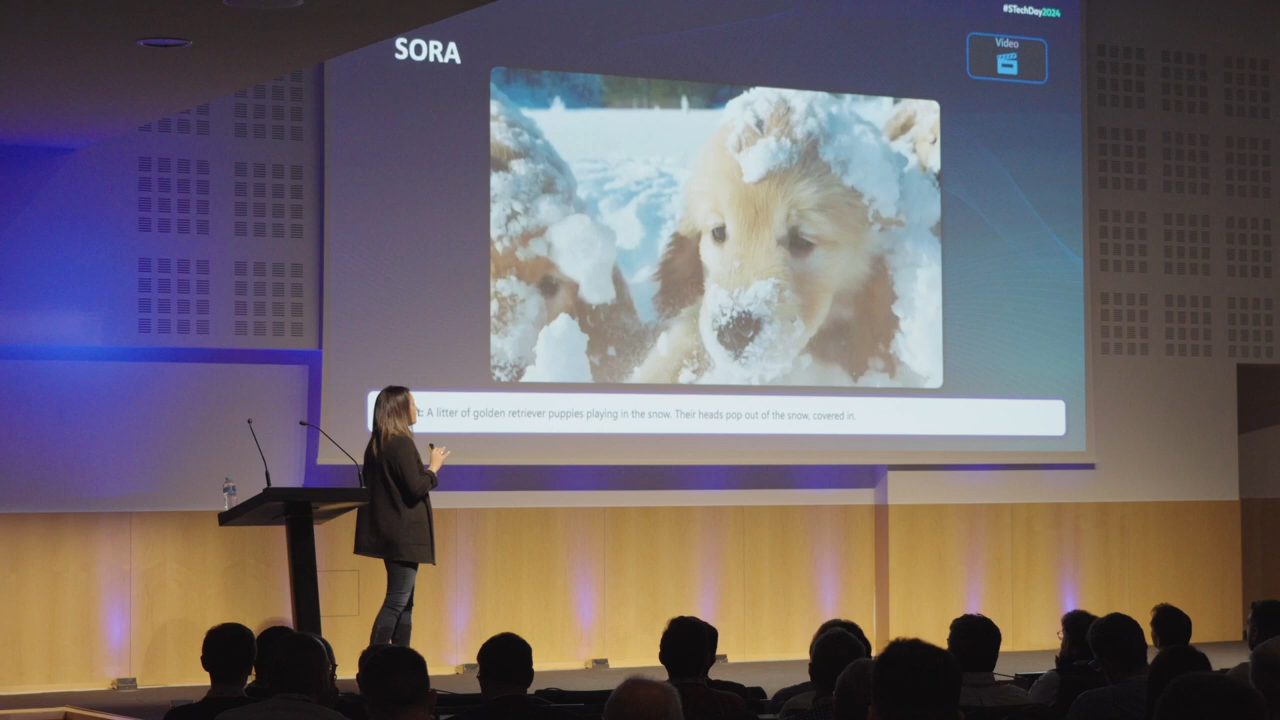 #STechDay2024
SORA
Video
t: A litter of golden retriever puppies playing in the snow. Their heads pop out of the snow, covered in.